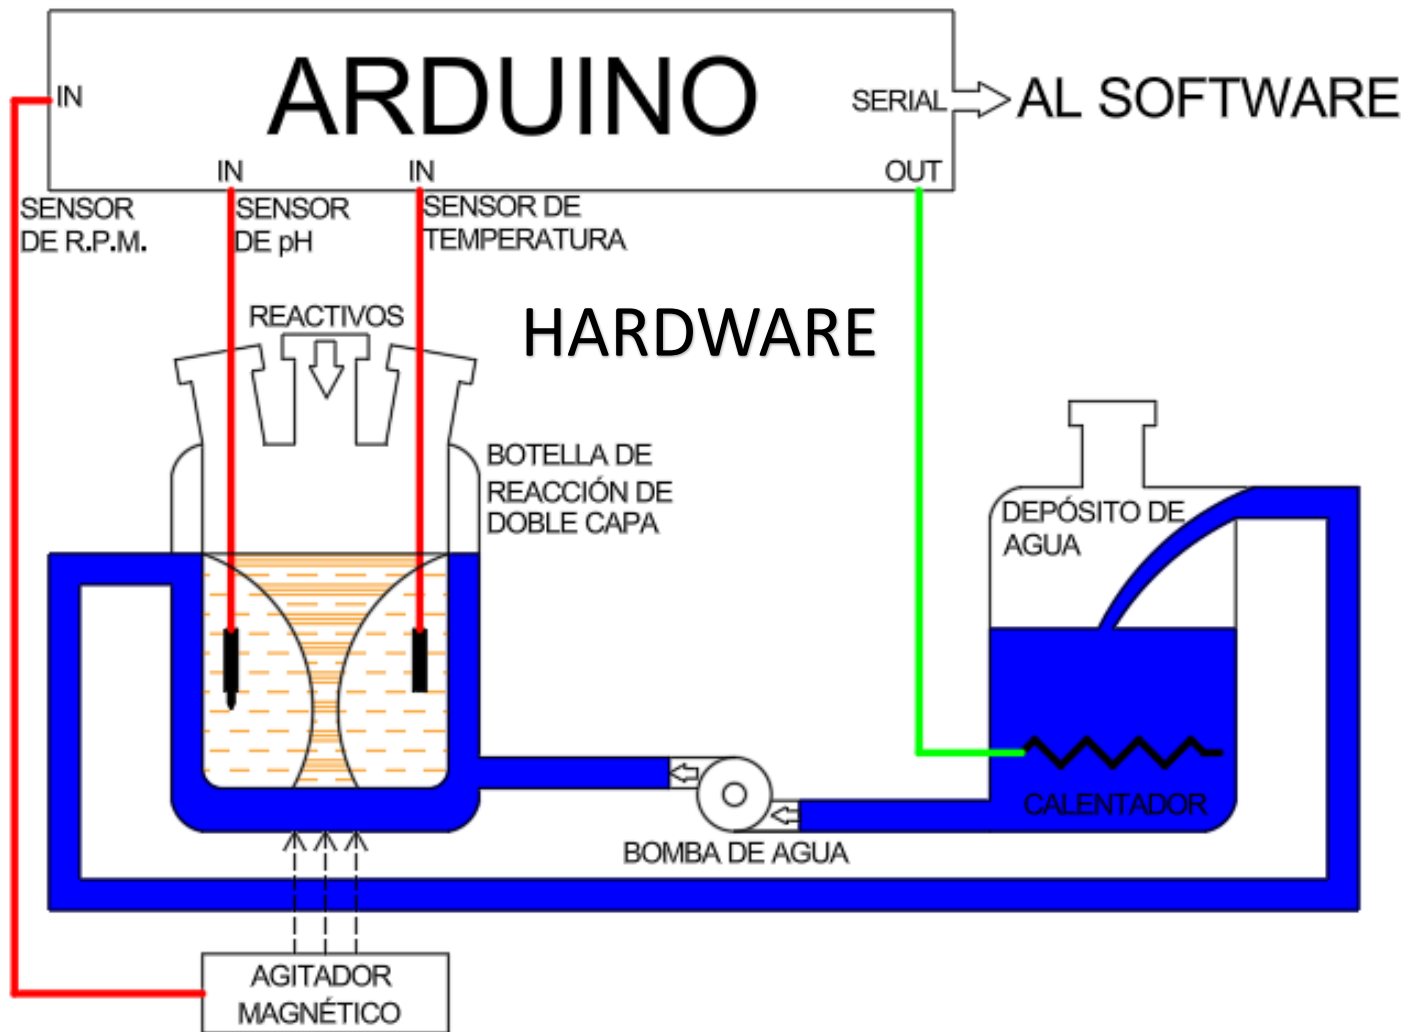 ARDUINO
IN
SERIAL
AL SOFTWARE
IN
IN
OUT
SENSOR
DE R.P.M.
SENSOR
DE pH
SENSOR DE
TEMPERATURA
REACTIVOS
HARDWARE
BOTELLA DE
REACCIÓN DE
DOBLE CAPA
DEPÓSITO DE
AGUA
CALENTADOR
BOMBA DE AGUA
AGITADOR
MAGNÉTICO